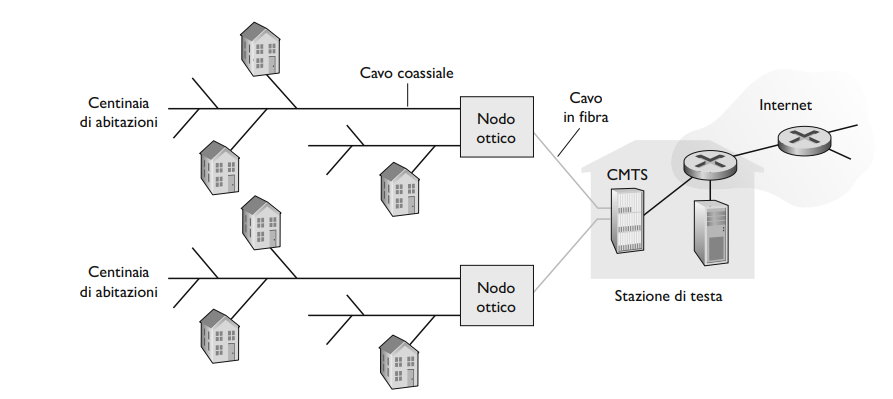 Centinaia
di abitazioni
Cavo coassiale
Nodo
ottico
Cavo
in fibra
Internet
CMTS
Centinaia
di abitazioni
Nodo
ottico
Stazione di testa